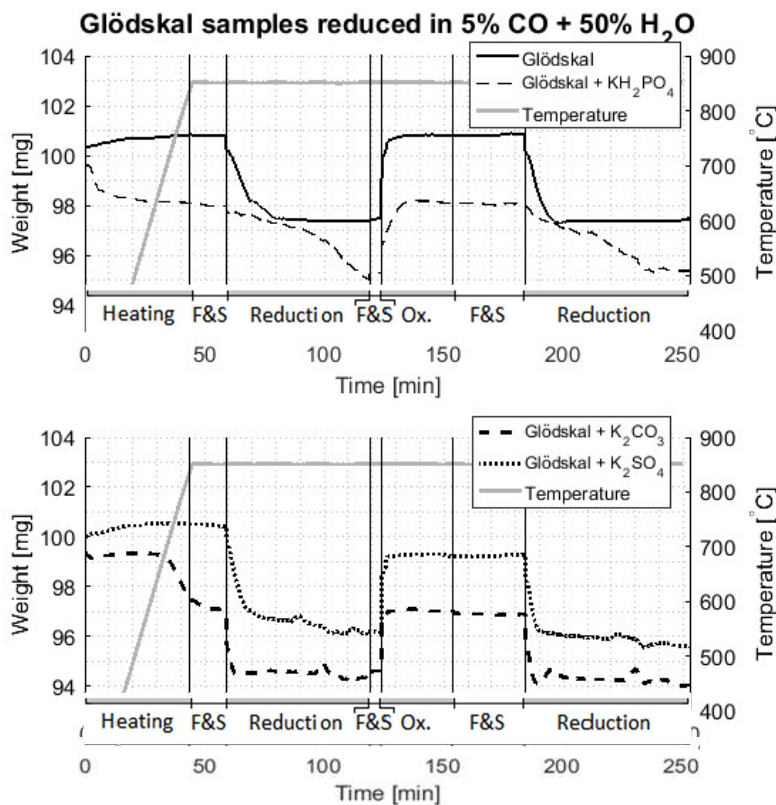 Glödskal samples reduced in 5% CO + 50% H₂O
104
102
100
98
96
94
Weight [mg]
900
800
700
600
500
400
Temperature [°C]
Glödskal
Glödskal + KH₂PO₄
Temperature
Heating F&S Reduction F&S Ox. F&S Reduction
0 50 100 150 200 250
Time [min]
104
102
100
98
96
94
Weight [mg]
900
800
700
600
500
400
Temperature [°C]
Glödskal + K₂CO₃
Glödskal + K₂SO₄
Temperature
Heating F&S Reduction F&S Ox. F&S Reduction
0 50 100 150 200 250
Time [min]